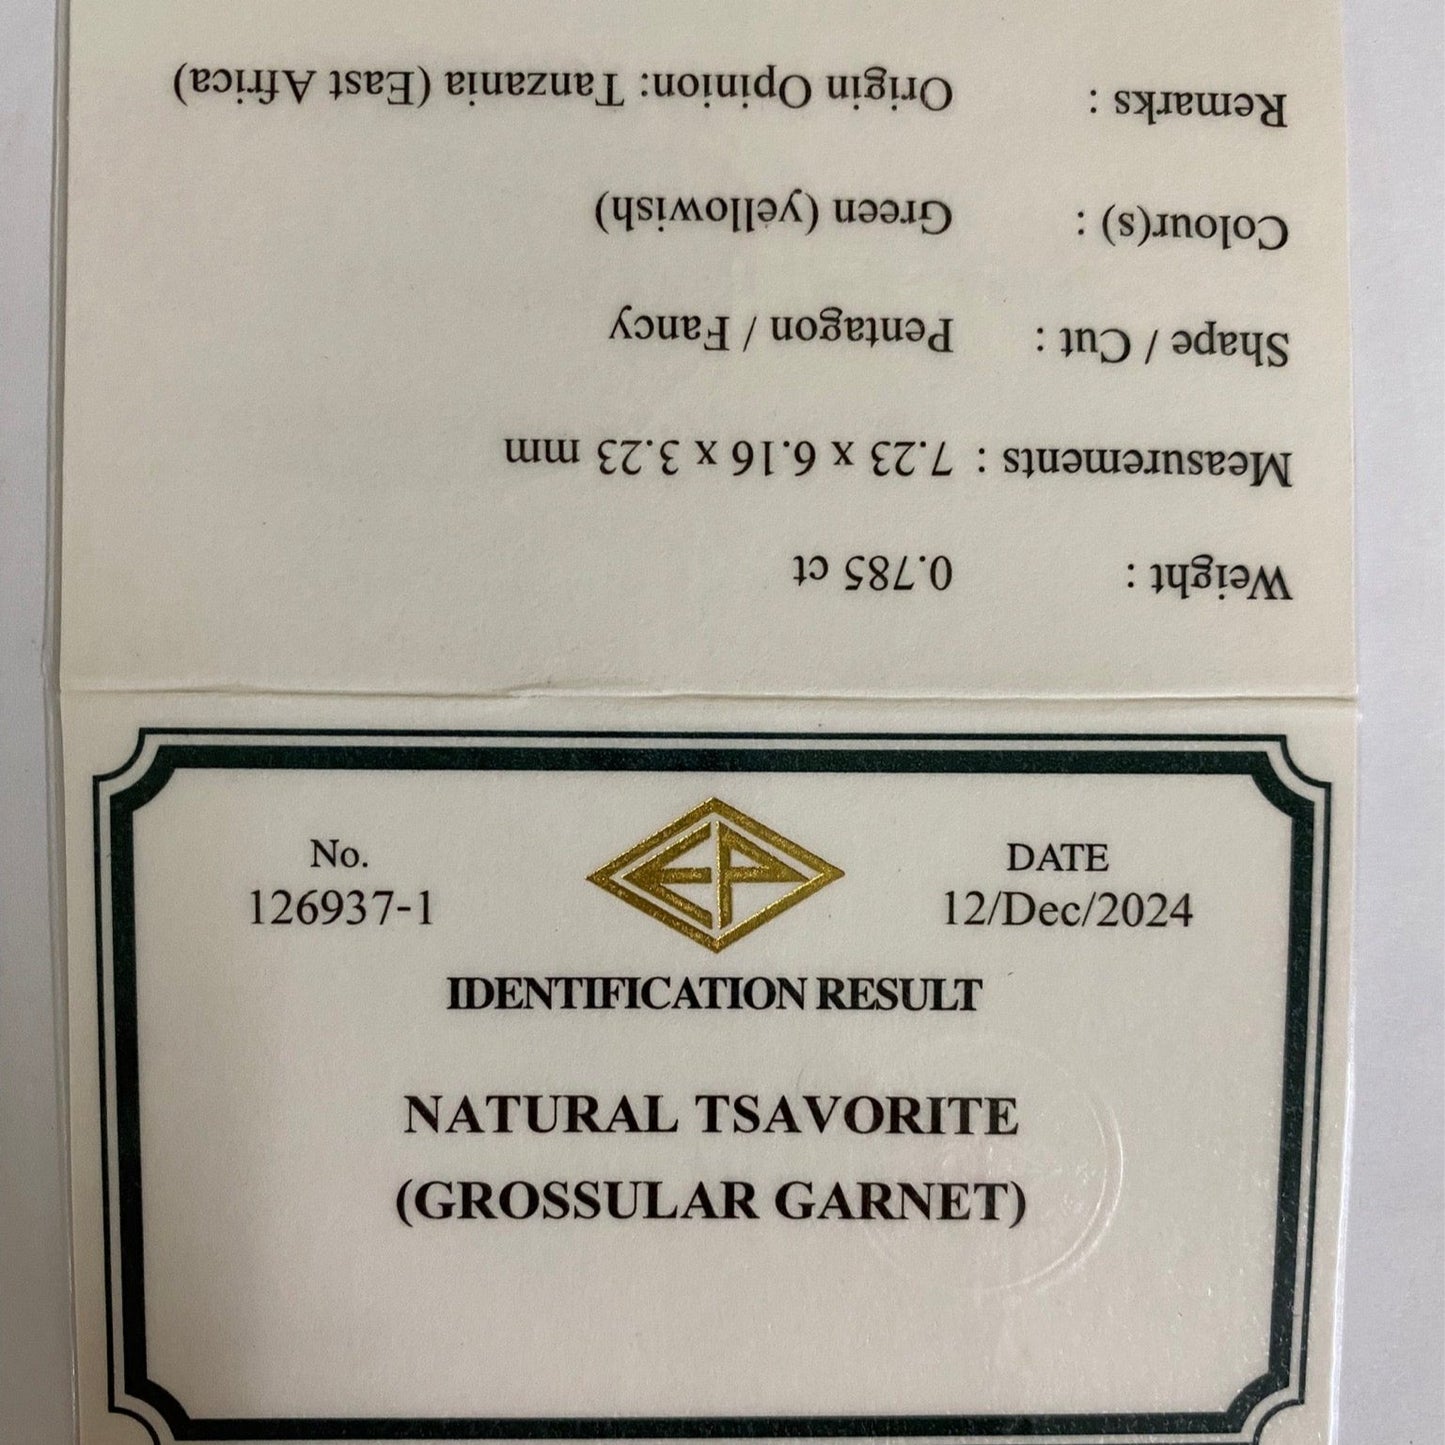 No.
126937-1
EP
DATE
12/Dec/2024
IDENTIFICATION RESULT
NATURAL TSAVORITE
(GROSSULAR GARNET)
Weight : 0.785 ct
Measurements : 7.23 x 6.16 x 3.23 mm
Shape / Cut : Pentagon / Fancy
Colour(s) : Green (yellowish)
Remarks : Origin Opinion: Tanzania (East Africa)